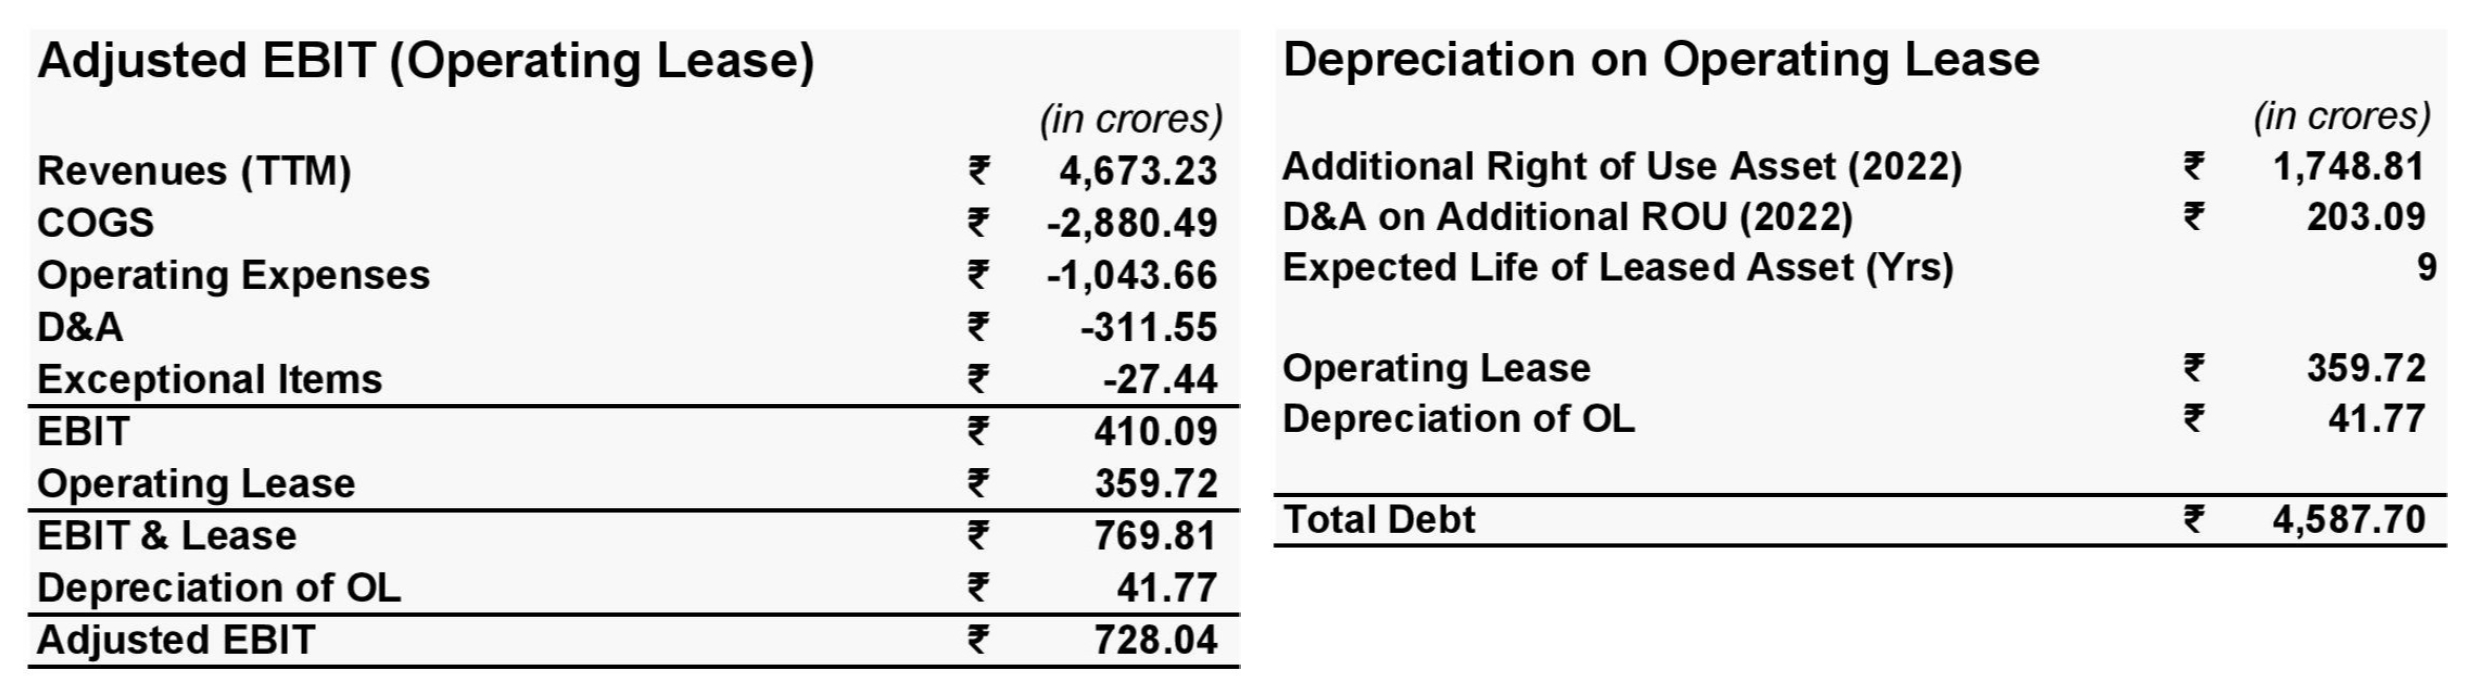 Adjusted EBIT (Operating Lease)
(in crores)
Revenues (TTM) ₹ 4,673.23
COGS ₹ -2,880.49
Operating Expenses ₹ -1,043.66
D&A ₹ -311.55
Exceptional Items ₹ -27.44
EBIT ₹ 410.09
Operating Lease ₹ 359.72
EBIT & Lease ₹ 769.81
Depreciation of OL ₹ 41.77
Adjusted EBIT ₹ 728.04
Depreciation on Operating Lease
(in crores)
Additional Right of Use Asset (2022) ₹ 1,748.81
D&A on Additional ROU (2022) ₹ 203.09
Expected Life of Leased Asset (Yrs) 9
Operating Lease ₹ 359.72
Depreciation of OL ₹ 41.77
Total Debt ₹ 4,587.70